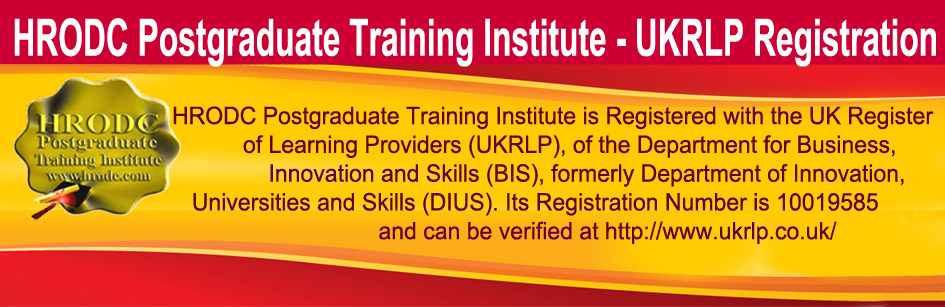 HRODC Postgraduate Training Institute - UKRLP Registration
HRODC
Postgraduate
Training Institute
www.hrodc.com
HRODC Postgraduate Training Institute is Registered with the UK Register
of Learning Providers (UKRLP), of the Department for Business,
Innovation and Skills (BIS), formerly Department of Innovation,
Universities and Skills (DIUS). Its Registration Number is 10019585
and can be verified at http://www.ukrlp.co.uk/